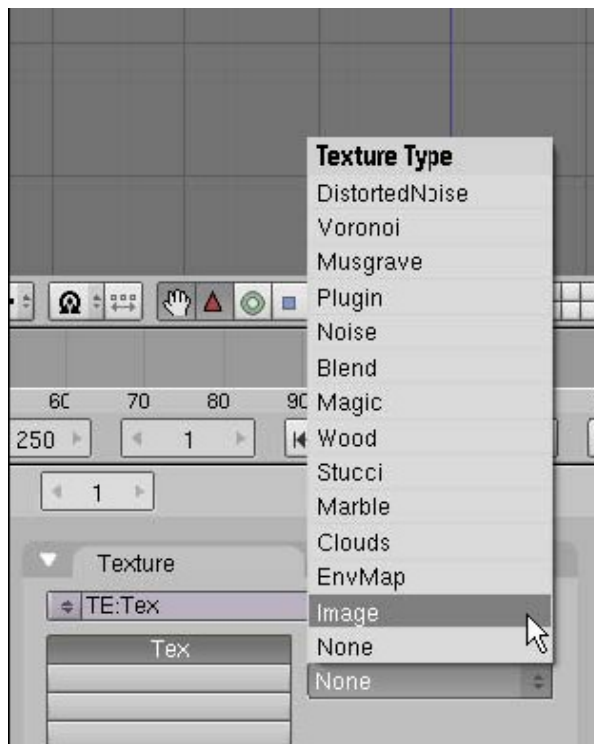 Texture Type
DistortedNoise
Voronoi
Musgrave
Plugin
Noise
Blend
60 70 80 90 Magic
250 1 Wood
Stucci
1 Marble
Clouds
Texture EnvMap
TE:Tex Image
Tex None
None